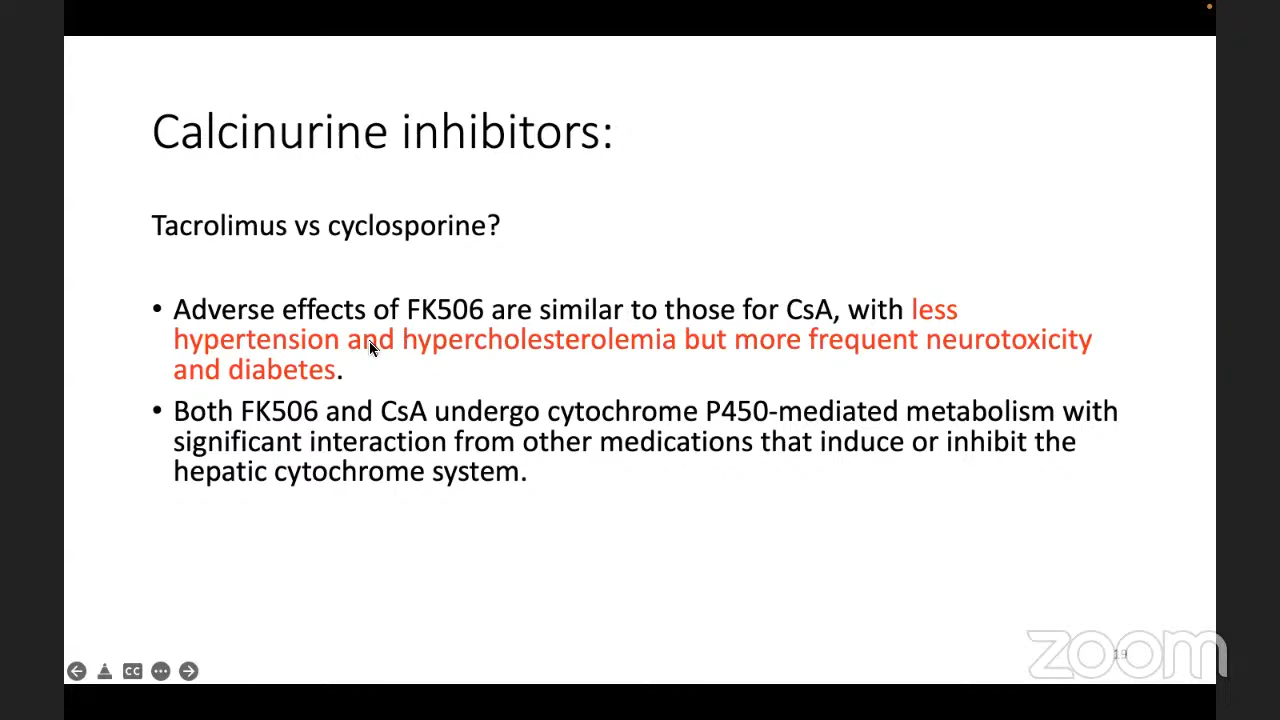 Calcinurine inhibitors:
Tacrolimus vs cyclosporine?
• Adverse effects of FK506 are similar to those for CsA, with less
hypertension and hypercholesterolemia but more frequent neurotoxicity
and diabetes.
• Both FK506 and CsA undergo cytochrome P450-mediated metabolism with
significant interaction from other medications that induce or inhibit the
hepatic cytochrome system.
CC
19
zoom